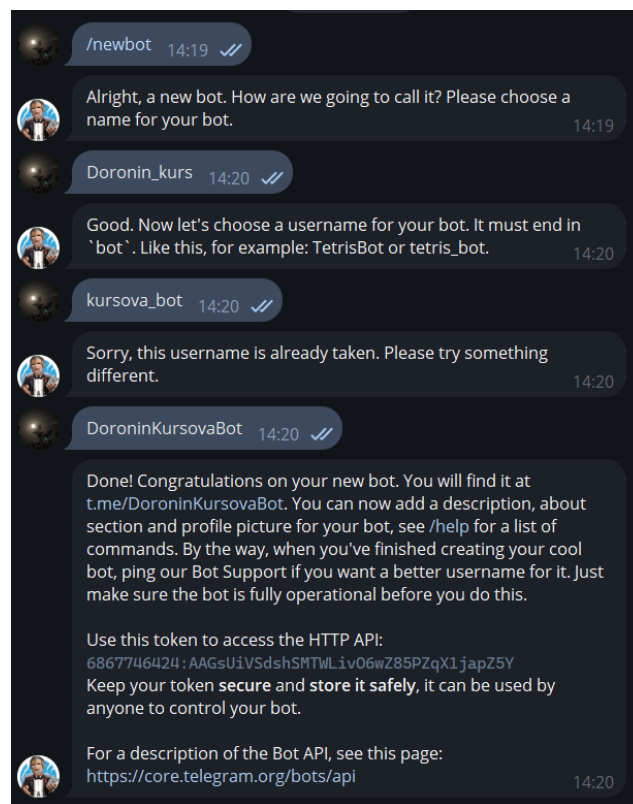 /newbot 14:19
Alright, a new bot. How are we going to call it? Please choose a
name for your bot. 14:19
Doronin_kurs 14:20
Good. Now let's choose a username for your bot. It must end in
`bot`. Like this, for example: TetrisBot or tetris_bot. 14:20
kursova_bot 14:20
Sorry, this username is already taken. Please try something
different. 14:20
DoroninKursovaBot 14:20
Done! Congratulations on your new bot. You will find it at
t.me/DoroninKursovaBot. You can now add a description, about
section and profile picture for your bot, see /help for a list of
commands. By the way, when you've finished creating your cool
bot, ping our Bot Support if you want a better username for it. Just
make sure the bot is fully operational before you do this.
Use this token to access the HTTP API:
6867746424:AAGsUiVSdshSMTWLivO6wZ85PZqX1japZ5Y
Keep your token secure and store it safely, it can be used by
anyone to control your bot.
For a description of the Bot API, see this page:
https://core.telegram.org/bots/api 14:20